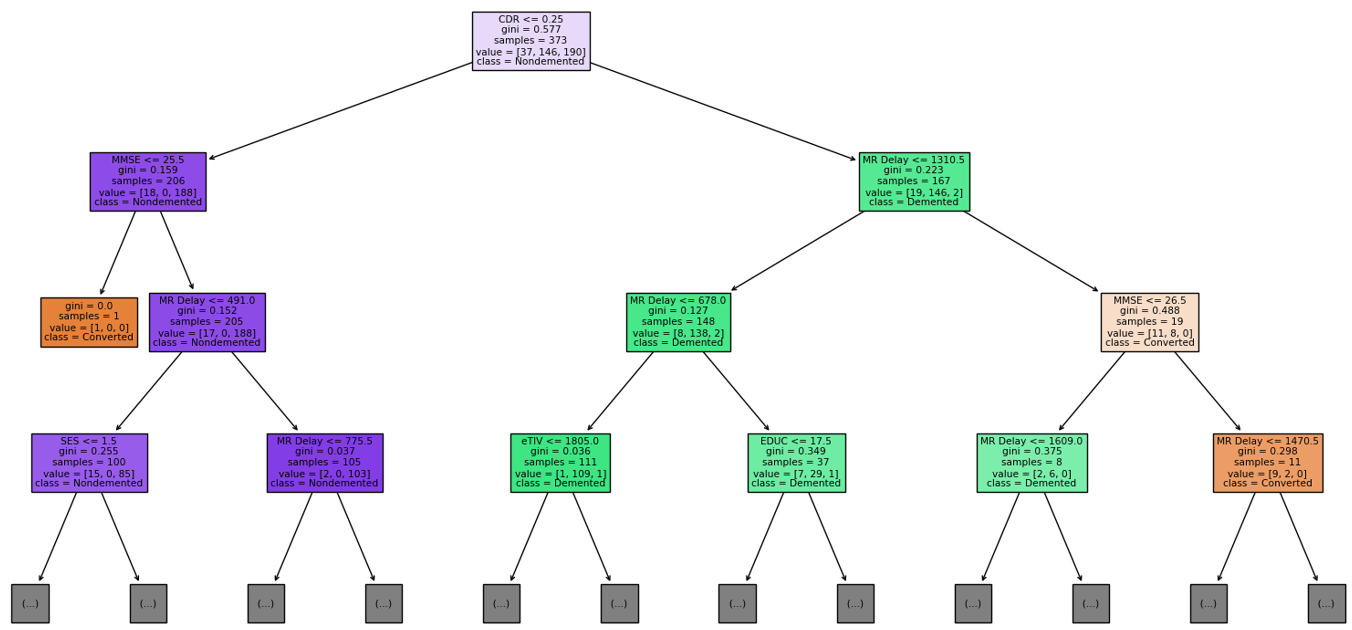 CDR <= 0.25
gini = 0.577
samples = 373
value = [37, 146, 190]
class = Nondemented
MMSE <= 25.5
gini = 0.159
samples = 206
value = [18, 0, 188]
class = Nondemented
MR Delay <= 1310.5
gini = 0.223
samples = 167
value = [19, 146, 2]
class = Demented
gini = 0.0
samples = 1
value = [1, 0, 0]
class = Converted
MR Delay <= 491.0
gini = 0.152
samples = 205
value = [17, 0, 188]
class = Nondemented
MR Delay <= 678.0
gini = 0.127
samples = 148
value = [8, 138, 2]
class = Demented
MMSE <= 26.5
gini = 0.488
samples = 19
value = [11, 8, 0]
class = Converted
SES <= 1.5
gini = 0.255
samples = 100
value = [15, 0, 85]
class = Nondemented
MR Delay <= 775.5
gini = 0.037
samples = 105
value = [2, 0, 103]
class = Nondemented
eTIV <= 1805.0
gini = 0.036
samples = 111
value = [1, 109, 1]
class = Demented
EDUC <= 17.5
gini = 0.349
samples = 37
value = [7, 29, 1]
class = Demented
MR Delay <= 1609.0
gini = 0.375
samples = 8
value = [2, 6, 0]
class = Demented
MR Delay <= 1470.5
gini = 0.298
samples = 11
value = [9, 2, 0]
class = Converted
(...)
(...)
(...)
(...)
(...)
(...)
(...)
(...)
(...)
(...)
(...)
(...)